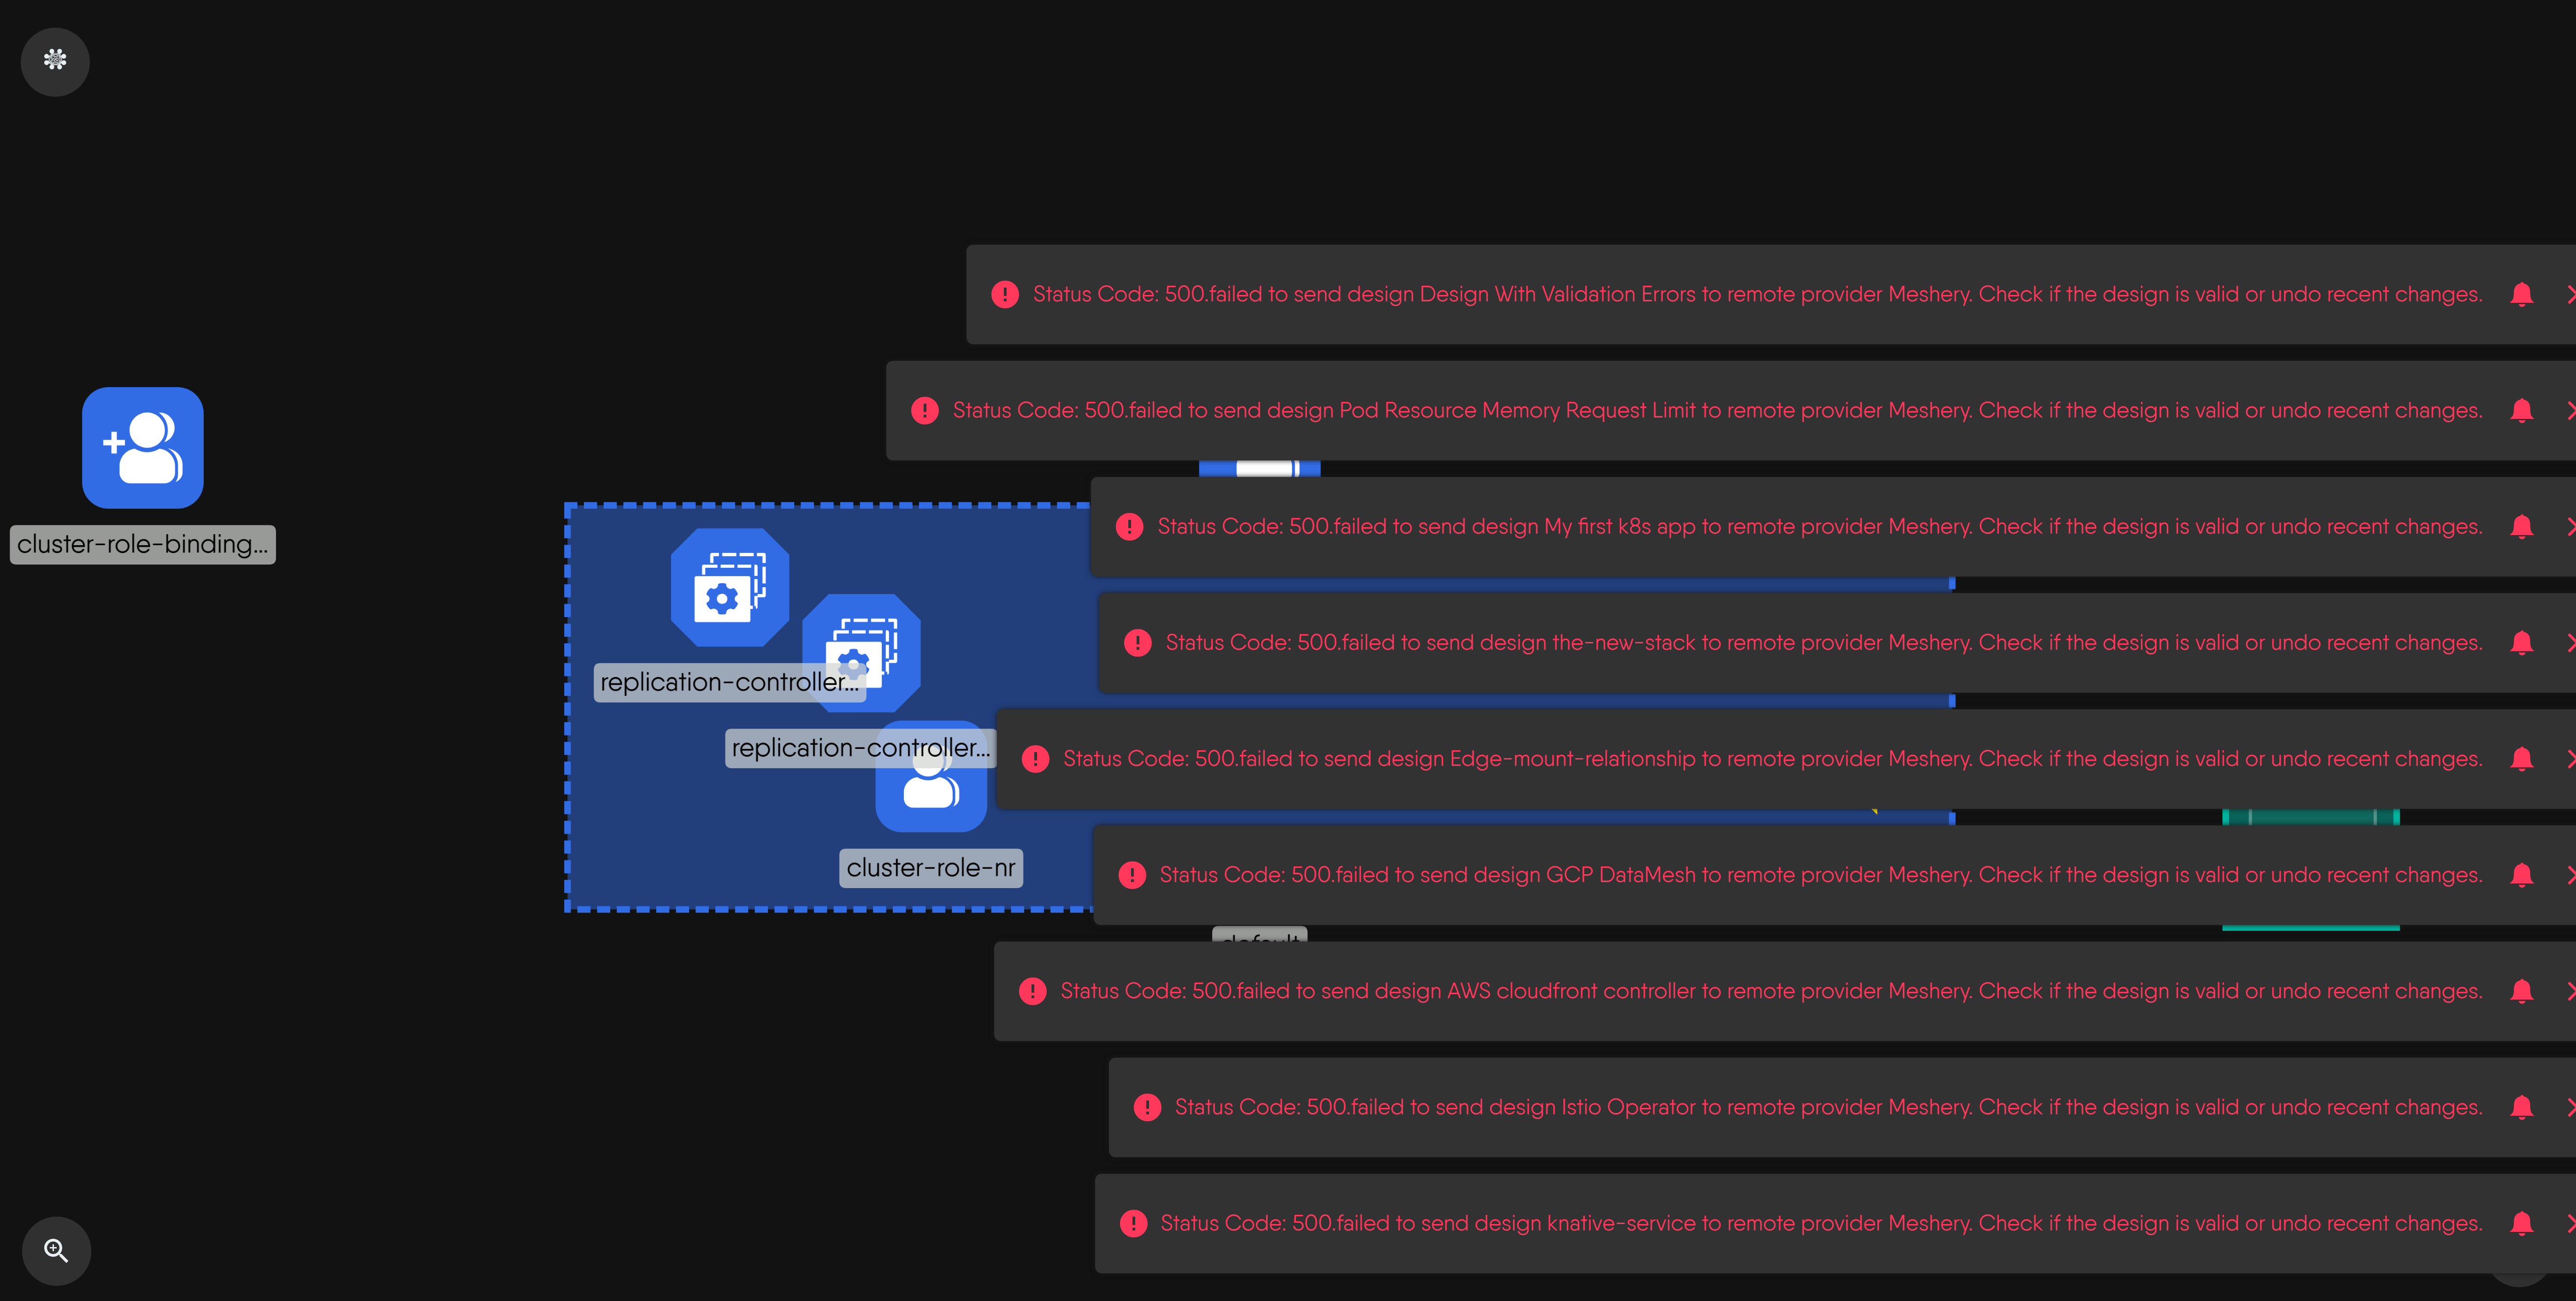 Status Code: 500.failed to send design Design With Validation Errors to remote provider Meshery. Check if the design is valid or undo recent changes.
Status Code: 500.failed to send design Pod Resource Memory Request Limit to remote provider Meshery. Check if the design is valid or undo recent changes.
Status Code: 500.failed to send design My first k8s app to remote provider Meshery. Check if the design is valid or undo recent changes.
cluster-role-binding...
Status Code: 500.failed to send design the-new-stack to remote provider Meshery. Check if the design is valid or undo recent changes.
replication-controller...
replication-controller...
Status Code: 500.failed to send design Edge-mount-relationship to remote provider Meshery. Check if the design is valid or undo recent changes.
cluster-role-nr
Status Code: 500.failed to send design GCP DataMesh to remote provider Meshery. Check if the design is valid or undo recent changes.
default
Status Code: 500.failed to send design AWS cloudfront controller to remote provider Meshery. Check if the design is valid or undo recent changes.
Status Code: 500.failed to send design Istio Operator to remote provider Meshery. Check if the design is valid or undo recent changes.
Status Code: 500.failed to send design knative-service to remote provider Meshery. Check if the design is valid or undo recent changes.